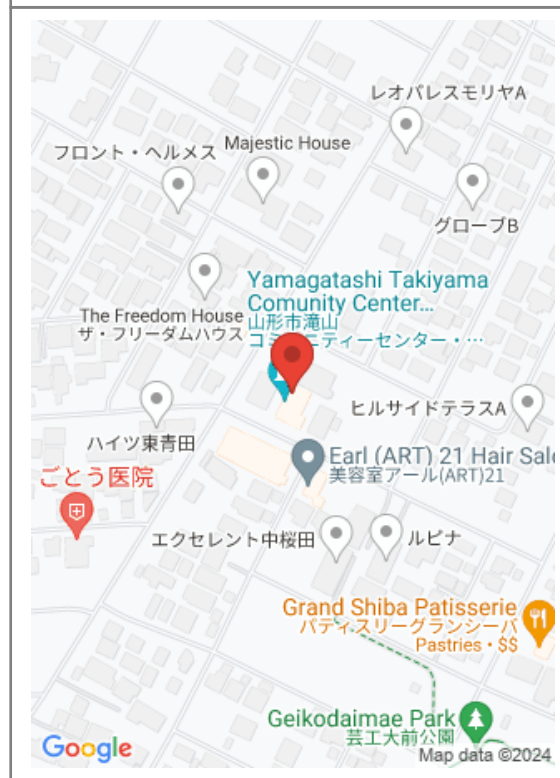 レオパレスモリヤA
Majestic House
フロント・ヘルメス
グローブB
Yamagatashi Takiyama
Comunity Center...
山形市滝山
コミュニティーセンター・…
The Freedom House
ザ・フリーダムハウス
ヒルサイドテラスA
ハイツ東青田
Earl (ART) 21 Hair Sal
美容室アール(ART)21
ごとう医院
エクセレント中桜田
ルピナ
Grand Shiba Patisserie
パティスリーグランシーバ
Pastries • $$
Geikodaimae Park
芸工大前公園
Google
Map data ©2024